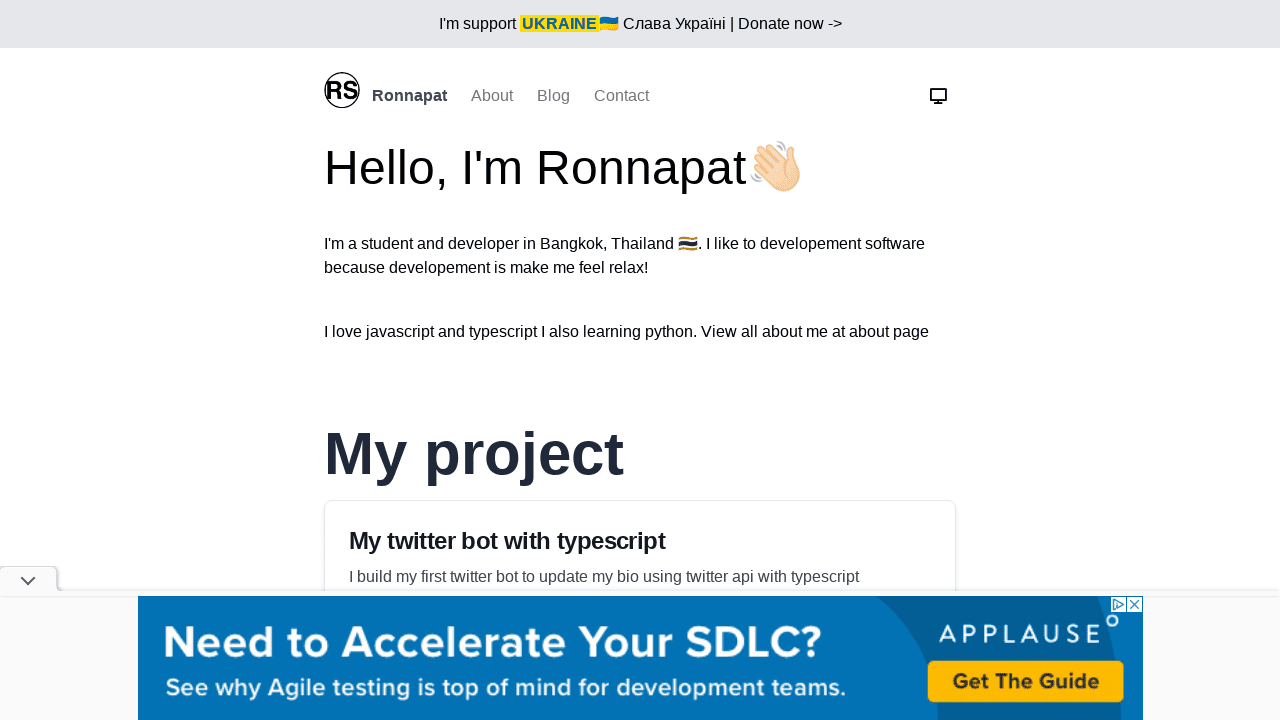 I'm support UKRAINE🇺🇦 Слава Україні | Donate now ->
RS Ronnapat About Blog Contact
Hello, I'm Ronnapat👋🏻
I'm a student and developer in Bangkok, Thailand 🇹🇭. I like to developement software
because developement is make me feel relax!
I love javascript and typescript I also learning python. View all about me at about page
My project
My twitter bot with typescript
I build my first twitter bot to update my bio using twitter api with typescript
Need to Accelerate Your SDLC?
See why Agile testing is top of mind for development teams.
APPLAUSE
Get The Guide